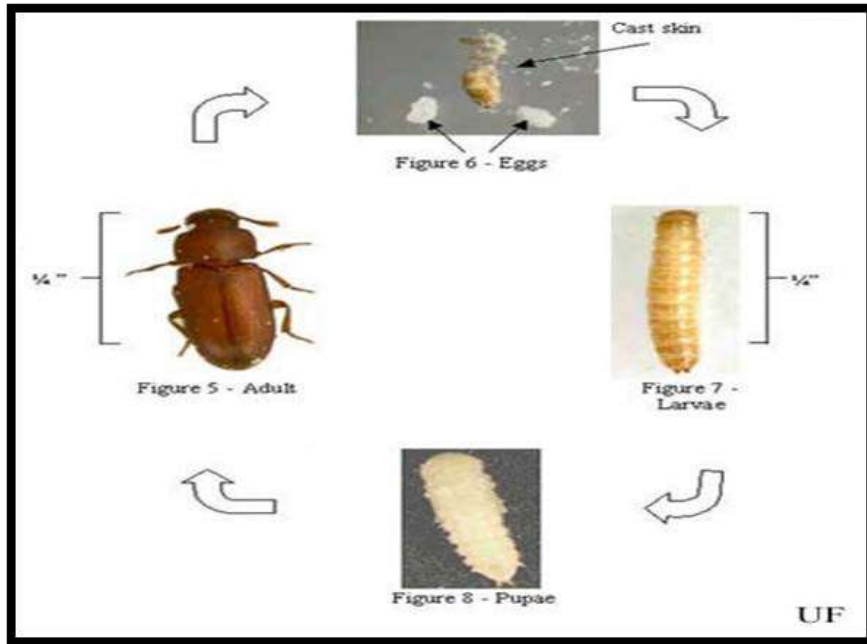 Cast skin
Figure 6 - Eggs
¼"
¼"
Figure 5 - Adult
Figure 7 -
Larvae
Figure 8 - Pupae
UF